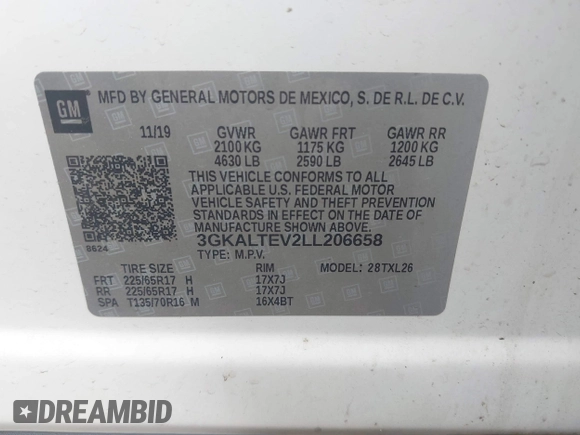 GM
MFD BY GENERAL MOTORS DE MEXICO, S. DE R.L. DE C.V.
11/19 GVWR GAWR FRT GAWR RR
2100 KG 1175 KG 1200 KG
4630 LB 2590 LB 2645 LB
THIS VEHICLE CONFORMS TO ALL
APPLICABLE U.S. FEDERAL MOTOR
VEHICLE SAFETY AND THEFT PREVENTION
STANDARDS IN EFFECT ON THE DATE OF
MANUFACTURE SHOWN ABOVE.
8624 3GKALTEV2LL206658
TYPE: M.P.V.
TIRE SIZE RIM MODEL: 28TXL26
FRT 225/65R17 H 17X7J
RR 225/65R17 H 17X7J
SPA T135/70R16 M 16X4BT
DREAMBID